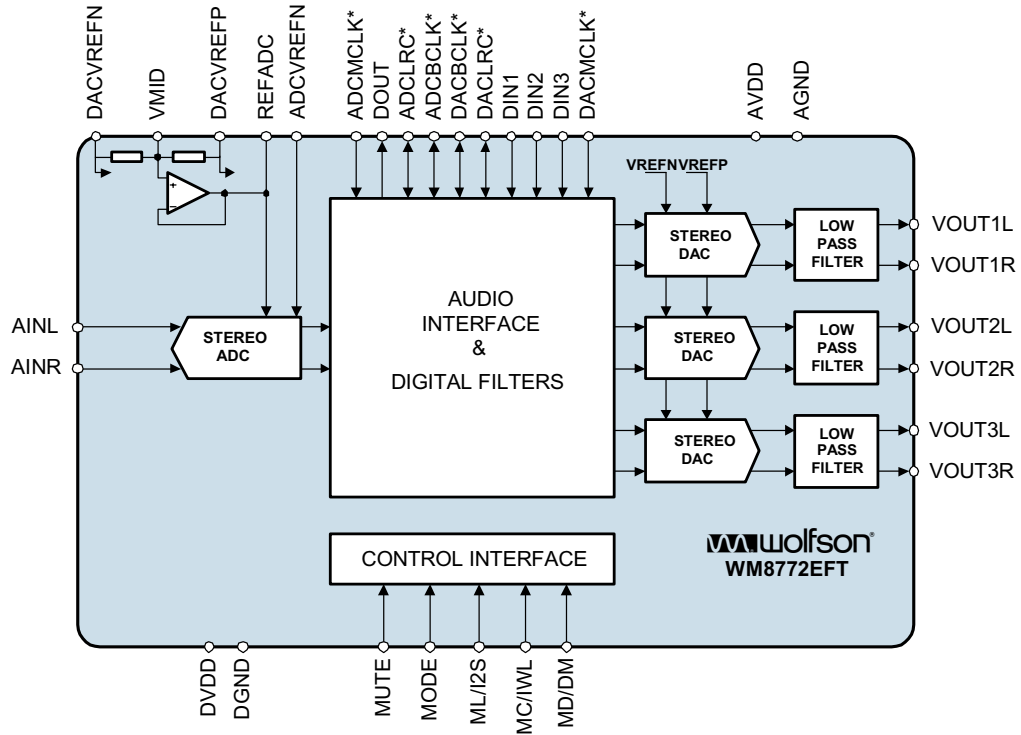 DACVREFN
VMID
DACVREFP
REFADC
ADCVREFN
ADCMCLK*
DOUT
ADCLRC*
ADCBCLK*
DACBCLK*
DACLRC*
DIN1
DIN2
DIN3
DACMCLK*
AVDD
AGND
+
−
VREFN
VREFP
AINL
AINR
STEREO
ADC
AUDIO
INTERFACE
&
DIGITAL FILTERS
STEREO
DAC
LOW
PASS
FILTER
VOUT1L
VOUT1R
STEREO
DAC
LOW
PASS
FILTER
VOUT2L
VOUT2R
STEREO
DAC
LOW
PASS
FILTER
VOUT3L
VOUT3R
CONTROL INTERFACE
wolfson®
WM8772EFT
DVDD
DGND
MUTE
MODE
ML/I2S
MC/IWL
MD/DM